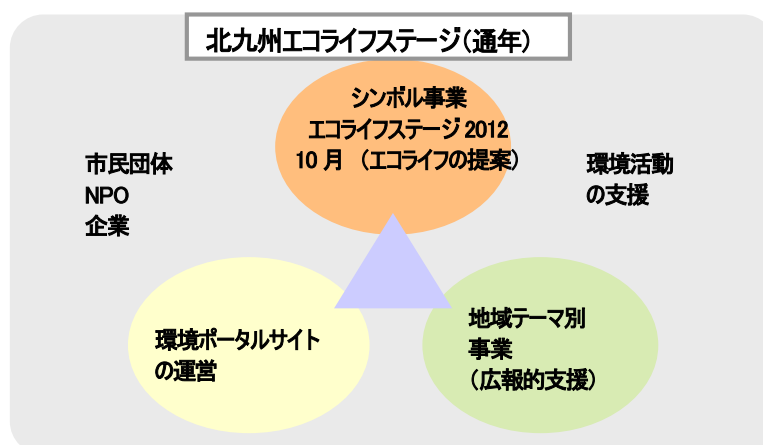 北九州エコライフステージ(通年)
シンボル事業
エコライフステージ 2012
10 月 (エコライフの提案)
市民団体
NPO
企業
環境活動
の支援
環境ポータルサイト
の運営
地域テーマ別
事業
(広報的支援)